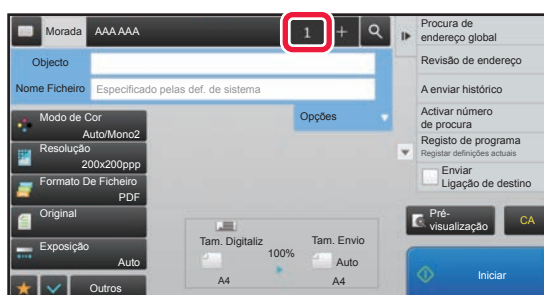 Morada AAA AAA 1 +
Objecto
Nome Ficheiro Especificado pelas def. de sistema
Opções
Modo de Cor
Auto/Mono2
Resolução
200x200ppp
Formato De Ficheiro
PDF
Original
Exposição
Auto
Outros
Tam. Digitaliz
100%
Tam. Envio
Auto
A4
A4
Procura de
endereço global
Revisão de endereço
A enviar histórico
Activar número
de procura
Registo de programa
Registar definições actuais
Enviar
Ligação de destino
Pré-
visualização
CA
Iniciar